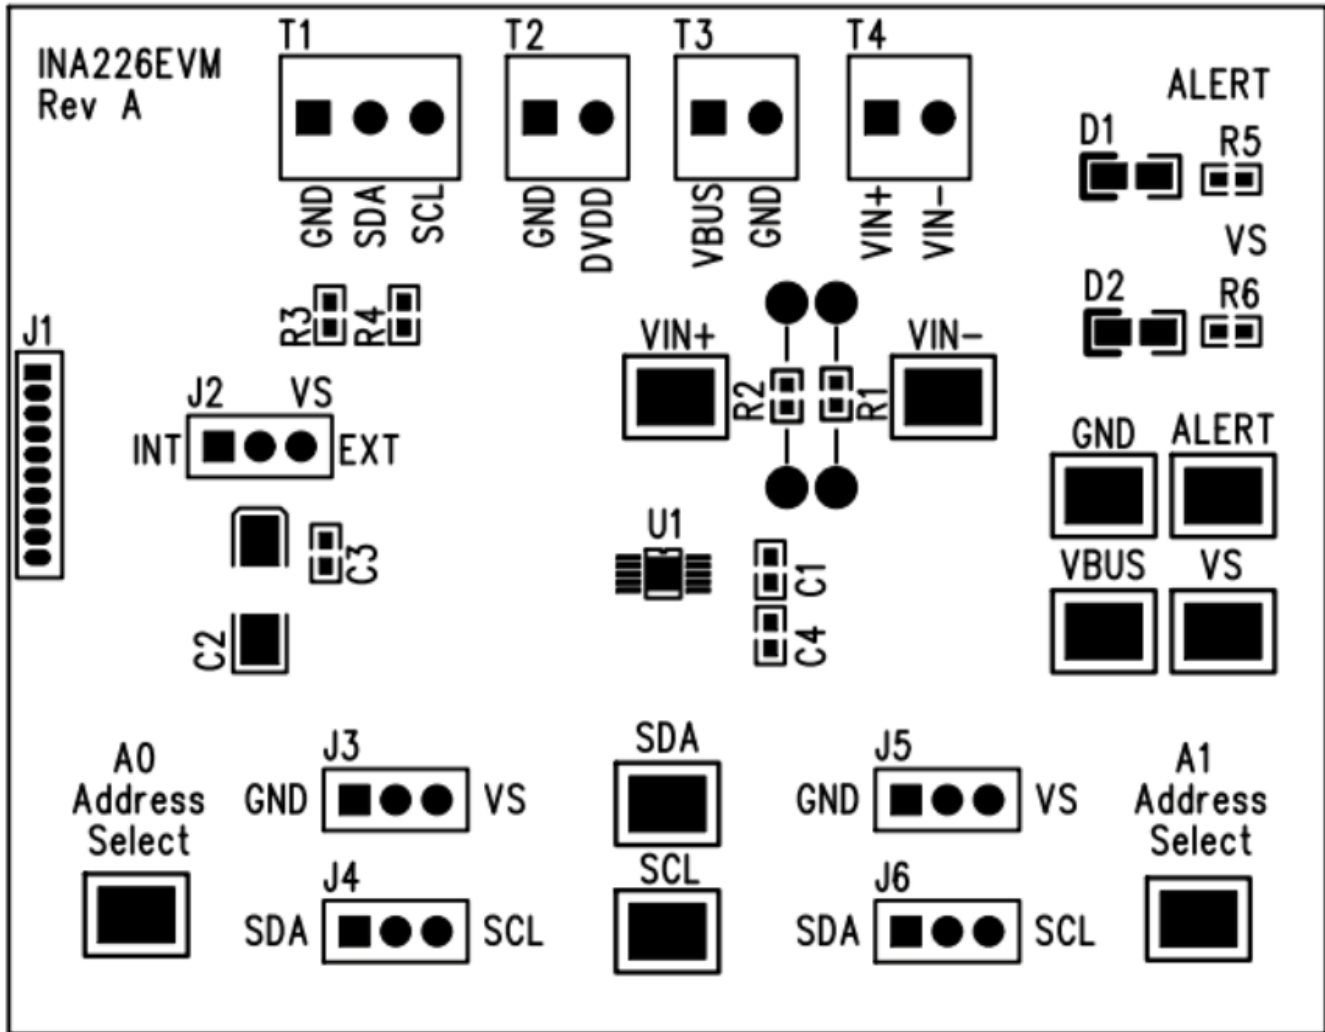 INA226EVM
Rev A
T1
T2
T3
T4
GND
SDA
SCL
GND
DVDD
VBUS
GND
VIN+
VIN-
ALERT
D1
R5
VS
D2
R6
R3
R4
J1
J2
VS
INT
EXT
VIN+
VIN-
R2
R1
GND
ALERT
VBUS
VS
U1
C3
C2
C1
C4
A0
Address
Select
J3
GND
VS
J4
SDA
SCL
SDA
SCL
J5
GND
VS
J6
SDA
SCL
A1
Address
Select